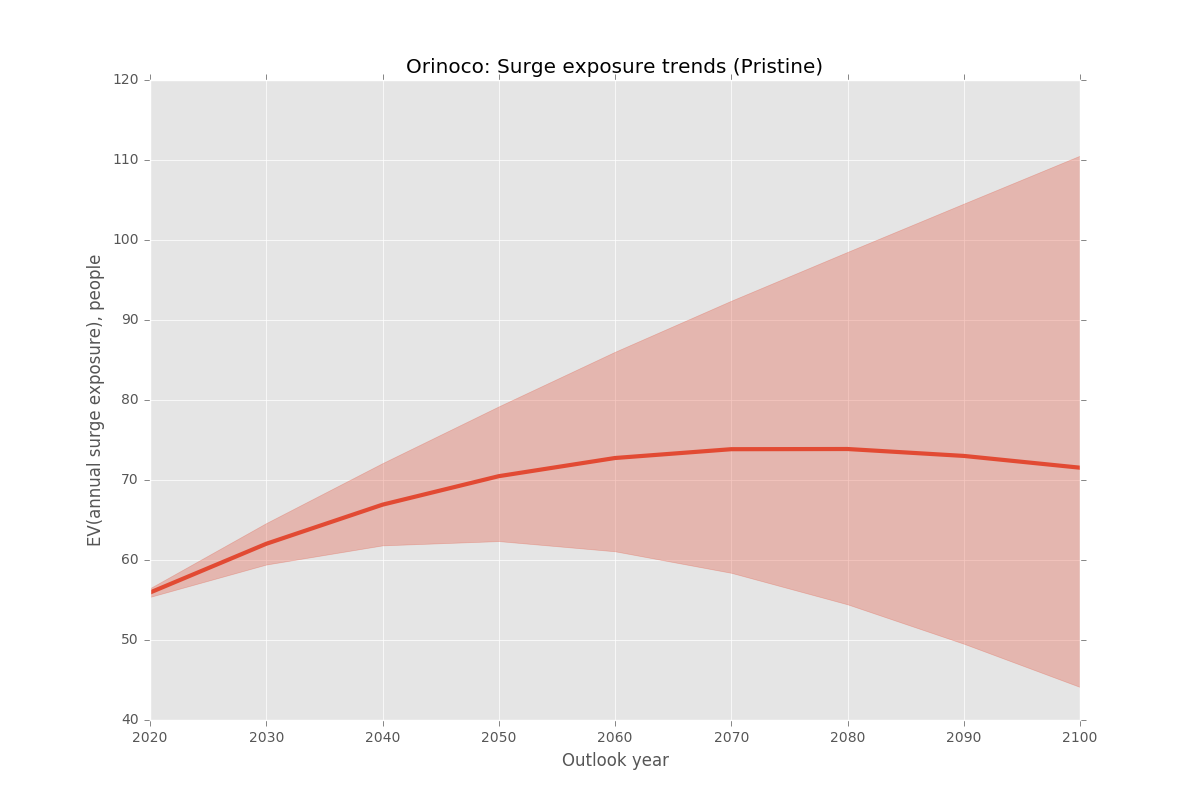 Orinoco: Surge exposure trends (Pristine)
EV(annual surge exposure), people
120
110
100
90
80
70
60
50
40
2020 2030 2040 2050 2060 2070 2080 2090 2100
Outlook year